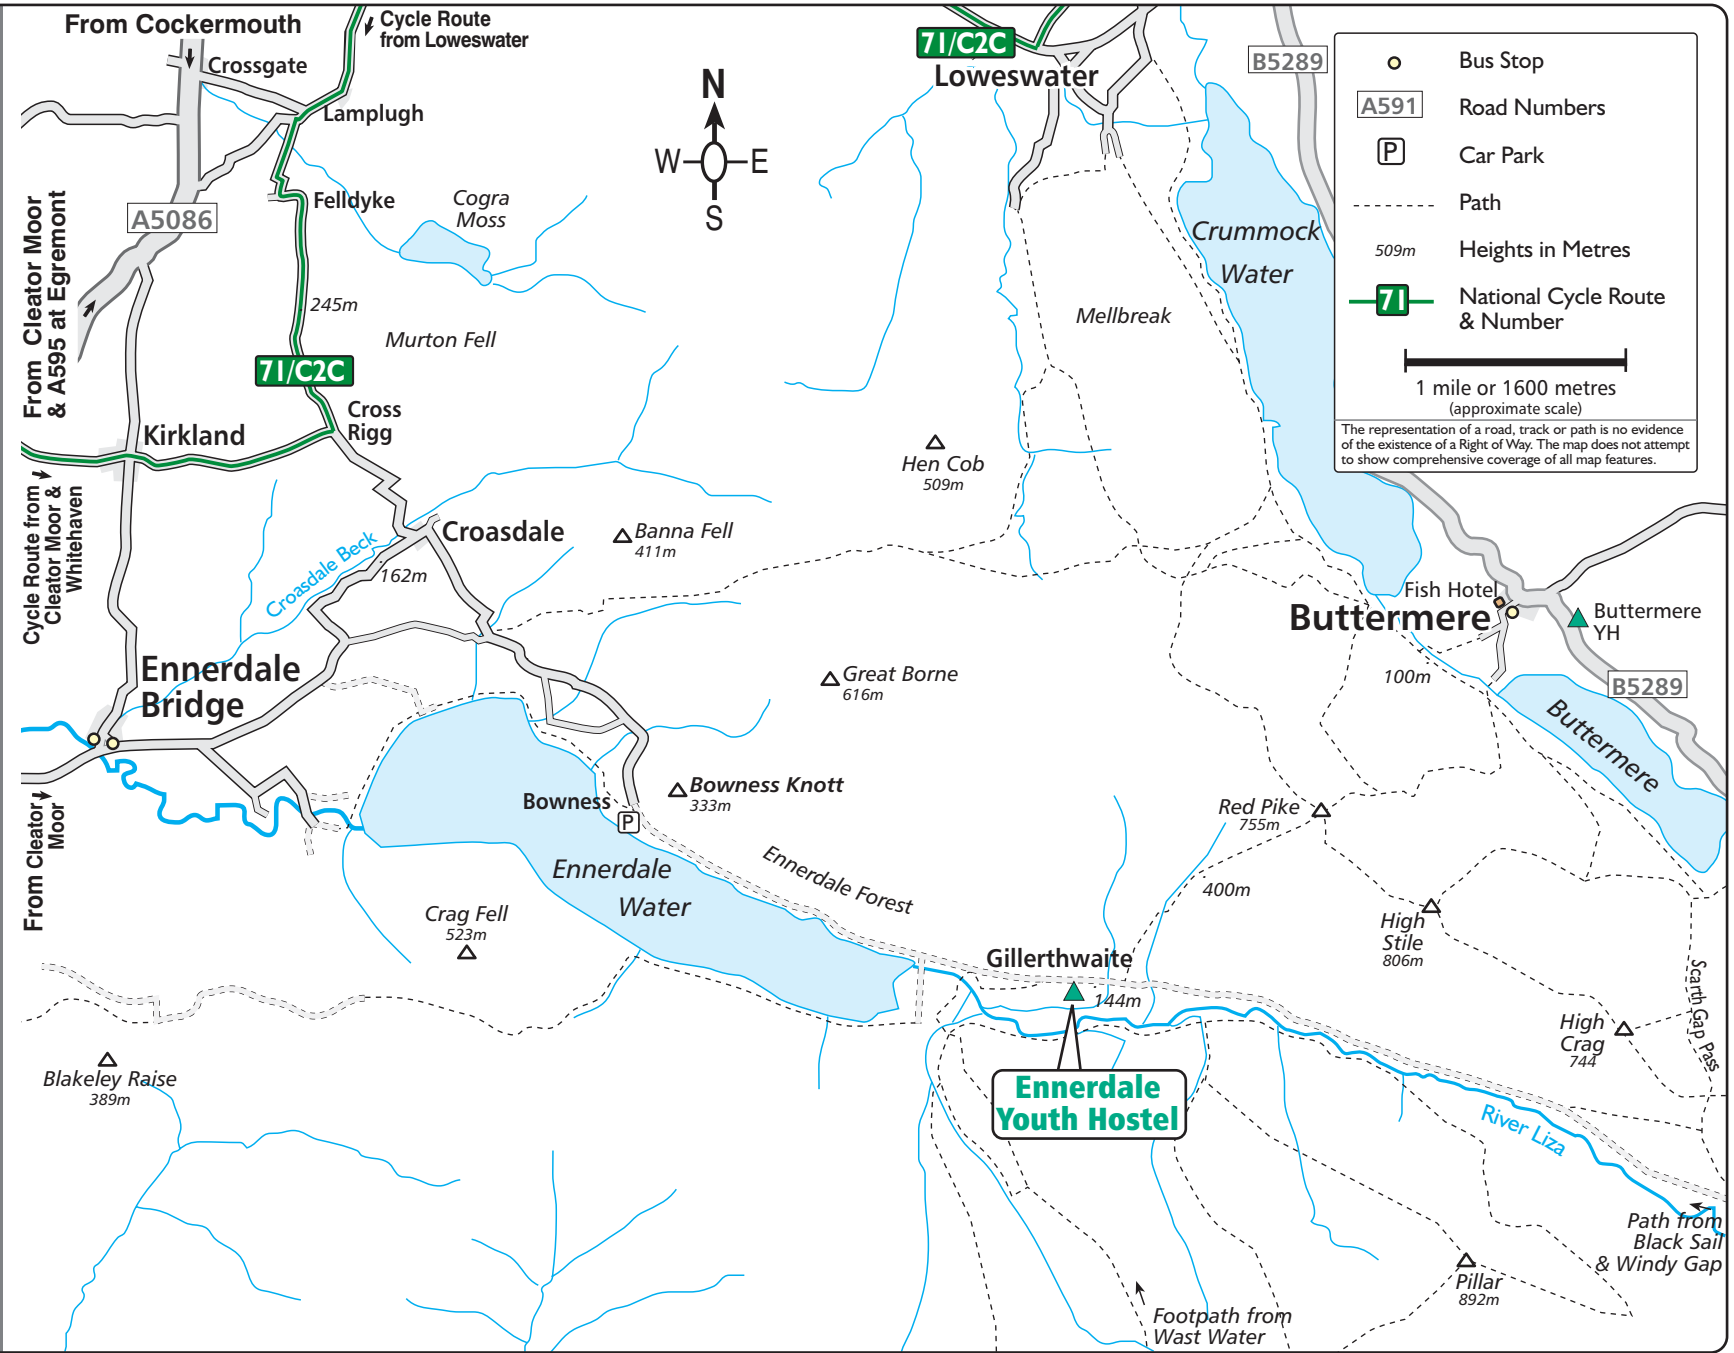 From Cockermouth
Cycle Route
from Loweswater
Crossgate
Lamplugh
Felldyke
A5086
From Cleator Moor
& A595 at Egremont
Cogra
Moss
245m
Murton Fell
71/C2C
Cross
Rigg
Kirkland
Cycle Route from
Cleator Moor &
Whitehaven
Croasdale
Croasdale Beck
162m
Banna Fell
411m
Ennerdale
Bridge
From Cleator
Moor
N
W
E
S
71/C2C
Loweswater
B5289
Crummock
Water
Mellbreak
Hen Cob
509m
Great Borne
616m
Bowness Knott
333m
Bowness
P
Ennerdale
Water
Ennerdale Forest
Crag Fell
523m
Blakeley Raise
389m
Gillerthwaite
144m
Ennerdale
Youth Hostel
Fish Hotel
Buttermere
Buttermere
YH
100m
B5289
Buttermere
Red Pike
755m
400m
High
Stile
806m
High
Crag
744
Scarth Gap Pass
River Liza
Path from
Black Sail
& Windy Gap
Pillar
892m
Footpath from
Wast Water
Bus Stop
A591
Road Numbers
P
Car Park
Path
509m
Heights in Metres
71
National Cycle Route
& Number
1 mile or 1600 metres
(approximate scale)
The representation of a road, track or path is no evidence
of the existence of a Right of Way. The map does not attempt
to show comprehensive coverage of all map features.